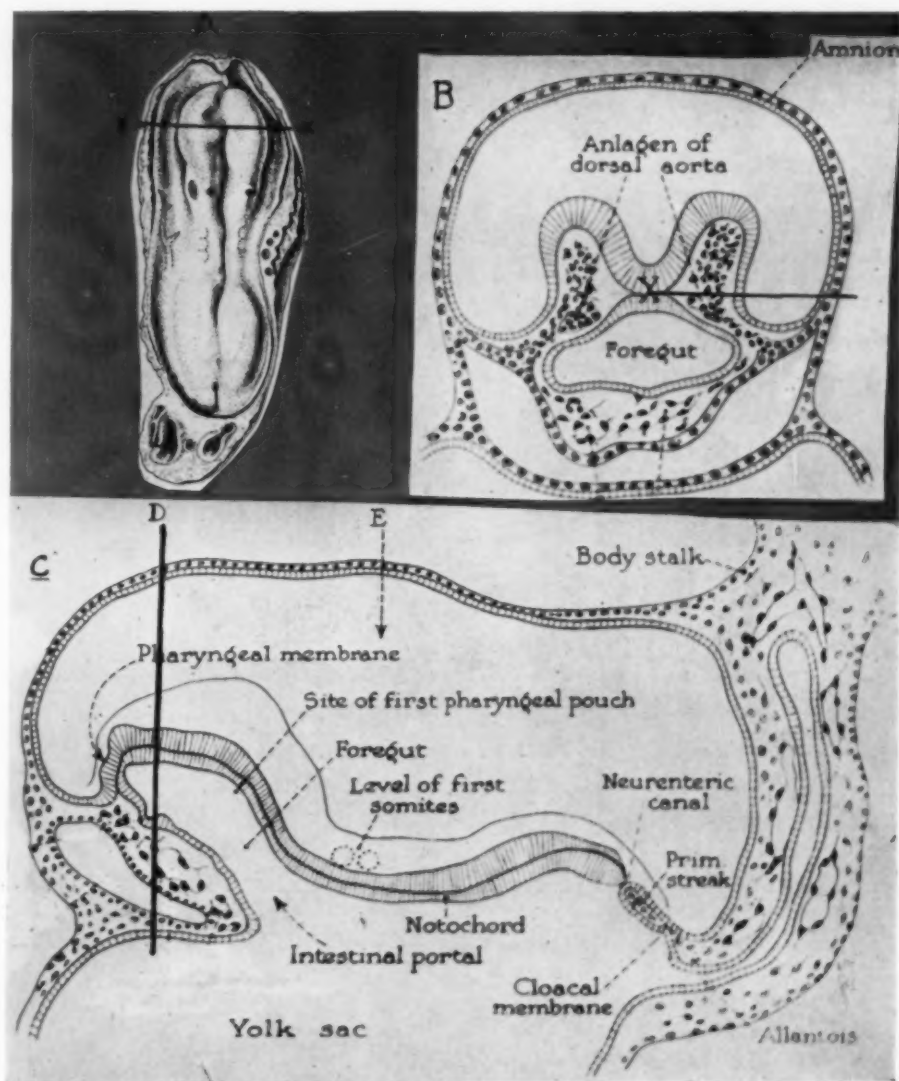 A
B
Amnion
Anlagen of
dorsal aorta
Foregut
D
E
C
Body stalk
Pharyngeal membrane
Site of first pharyngeal pouch
Foregut
Level of first
somites
Neurenteric
canal
Prim
streak
Notochord
Intestinal portal
Cloacal
membrane
Yolk sac
Allantois